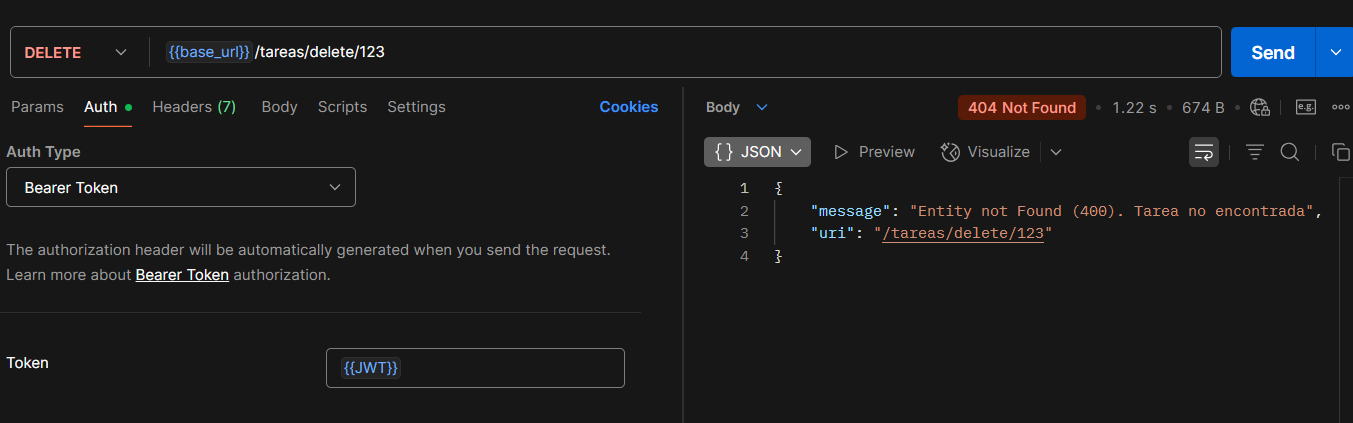 DELETE {{base_url}}/tareas/delete/123 Send
Params Auth Headers (7) Body Scripts Settings Cookies
Body 404 Not Found • 1.22 s • 674 B • e.g.
Auth Type
{} JSON Preview Visualize
Bearer Token
1 {
2 "message": "Entity not Found (400). Tarea no encontrada",
3 "uri": "/tareas/delete/123"
4 }
The authorization header will be automatically generated when you send the request.
Learn more about Bearer Token authorization.
Token {{JWT}}